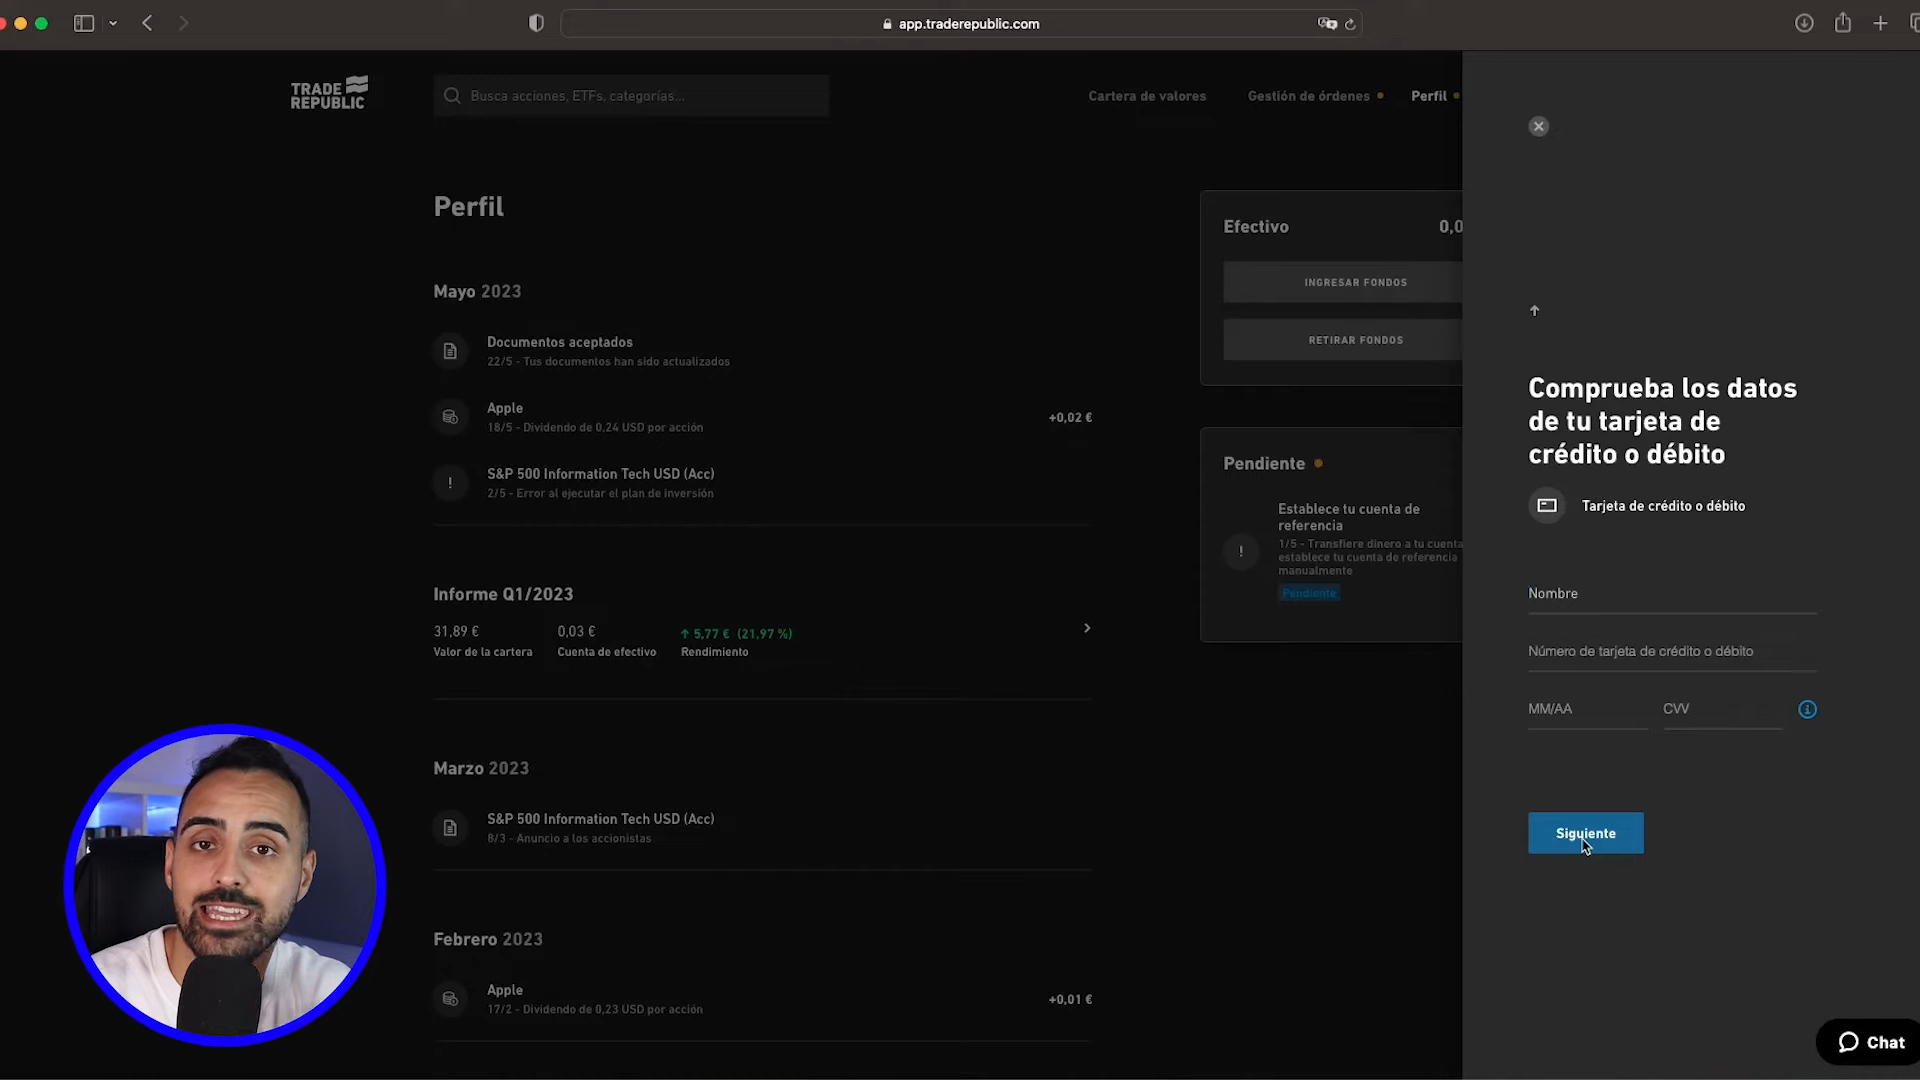 app.traderepublic.com
TRADE
REPUBLIC
Busca acciones, ETFs, categorías...
Cartera de valores
Gestión de órdenes
Perfil
Perfil
Mayo 2023
Documentos aceptados
22/5 - Tus documentos han sido actualizados
Apple
18/5 - Dividendo de 0,24 USD por acción
+0,02 €
S&P 500 Information Tech USD (Acc)
2/5 - Error al ejecutar el plan de inversión
Informe Q1/2023
31,89 €
Valor de la cartera
0,03 €
Cuenta de efectivo
5,77 € (21,97 %)
Rendimiento
Marzo 2023
S&P 500 Information Tech USD (Acc)
8/3 - Anuncio a los accionistas
Febrero 2023
Apple
17/2 - Dividendo de 0,23 USD por acción
+0,01 €
Efectivo
0,0
INGRESAR FONDOS
RETIRAR FONDOS
Pendiente
Establece tu cuenta de
referencia
1/5 - Transfiere dinero a tu cuenta
establece tu cuenta de referencia
manualmente
Pendiente
Comprueba los datos
de tu tarjeta de
crédito o débito
Tarjeta de crédito o débito
Nombre
Número de tarjeta de crédito o débito
MM/AA
CVV
Siguiente
Chat